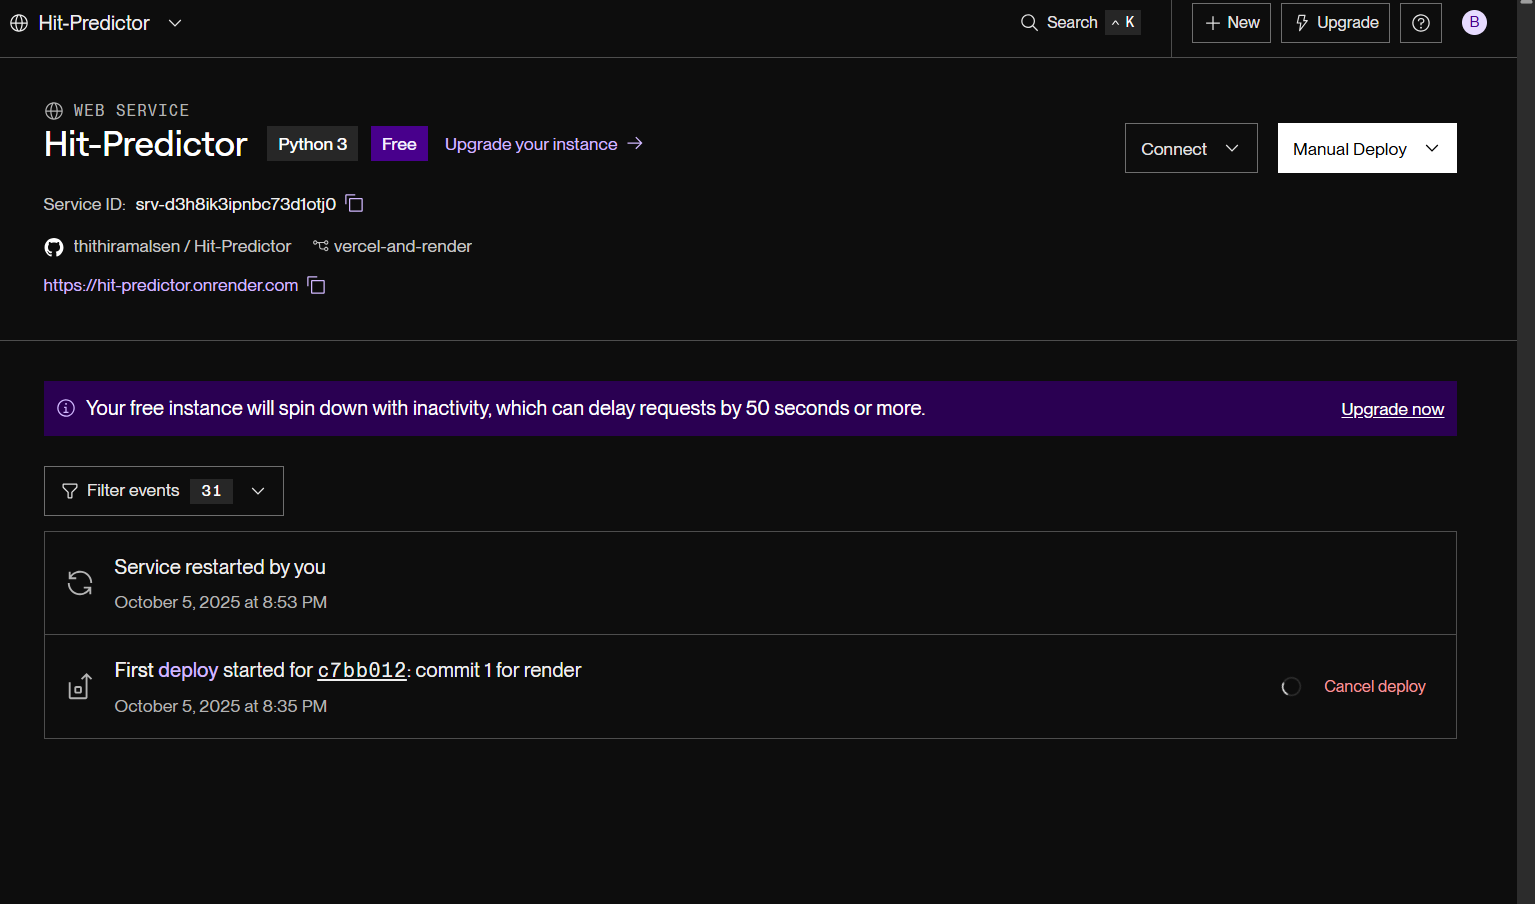 Hit-Predictor
Search ^ K
+ New
Upgrade
B
WEB SERVICE
Hit-Predictor Python 3 Free Upgrade your instance →
Connect
Manual Deploy
Service ID: srv-d3h8ik3ipnbc73d1otj0
thithiramalsen / Hit-Predictor vercel-and-render
https://hit-predictor.onrender.com
Your free instance will spin down with inactivity, which can delay requests by 50 seconds or more. Upgrade now
Filter events 31
Service restarted by you
October 5, 2025 at 8:53 PM
First deploy started for c7bb012: commit 1 for render
October 5, 2025 at 8:35 PM
Cancel deploy